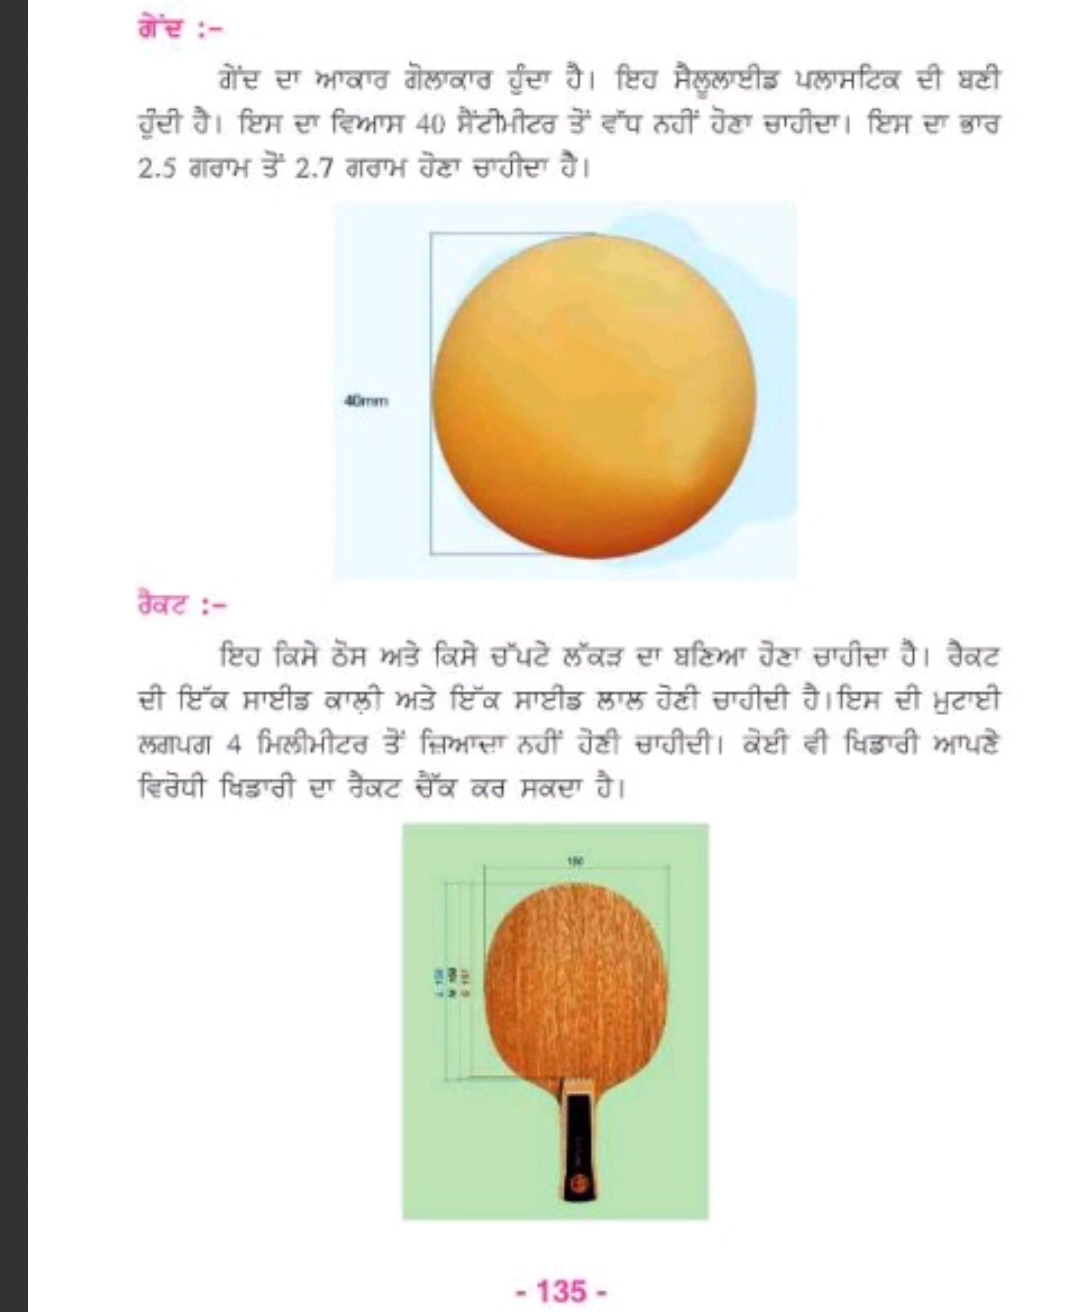 ਗੇਂਦ :–
ਗੇਂਦ ਦਾ ਆਕਾਰ ਗੋਲਾਕਾਰ ਹੁੰਦਾ ਹੈ। ਇਹ ਸੈਲੂਲਾਈਡ ਪਲਾਸਟਿਕ ਦੀ ਬਣੀ
ਹੁੰਦੀ ਹੈ। ਇਸ ਦਾ ਵਿਆਸ 40 ਸੈਂਟੀਮੀਟਰ ਤੋਂ ਵੱਧ ਨਹੀਂ ਹੋਣਾ ਚਾਹੀਦਾ। ਇਸ ਦਾ ਭਾਰ
2.5 ਗਰਾਮ ਤੋਂ 2.7 ਗਰਾਮ ਹੋਣਾ ਚਾਹੀਦਾ ਹੈ।
40mm
ਰੈਕਟ :–
ਇਹ ਕਿਸੇ ਠੋਸ ਅਤੇ ਕਿਸੇ ਚੱਪਟੇ ਲੱਕੜ ਦਾ ਬਣਿਆ ਹੋਣਾ ਚਾਹੀਦਾ ਹੈ। ਰੈਕਟ
ਦੀ ਇੱਕ ਸਾਈਡ ਕਾਲ਼ੀ ਅਤੇ ਇੱਕ ਸਾਈਡ ਲਾਲ ਹੋਣੀ ਚਾਹੀਦੀ ਹੈ।ਇਸ ਦੀ ਮੁਟਾਈ
ਲਗਪਗ 4 ਮਿਲੀਮੀਟਰ ਤੋਂ ਜ਼ਿਆਦਾ ਨਹੀਂ ਹੋਣੀ ਚਾਹੀਦੀ। ਕੋਈ ਵੀ ਖਿਡਾਰੀ ਆਪਣੇ
ਵਿਰੋਧੀ ਖਿਡਾਰੀ ਦਾ ਰੈਕਟ ਚੈੱਕ ਕਰ ਸਕਦਾ ਹੈ।
150
- 135 -